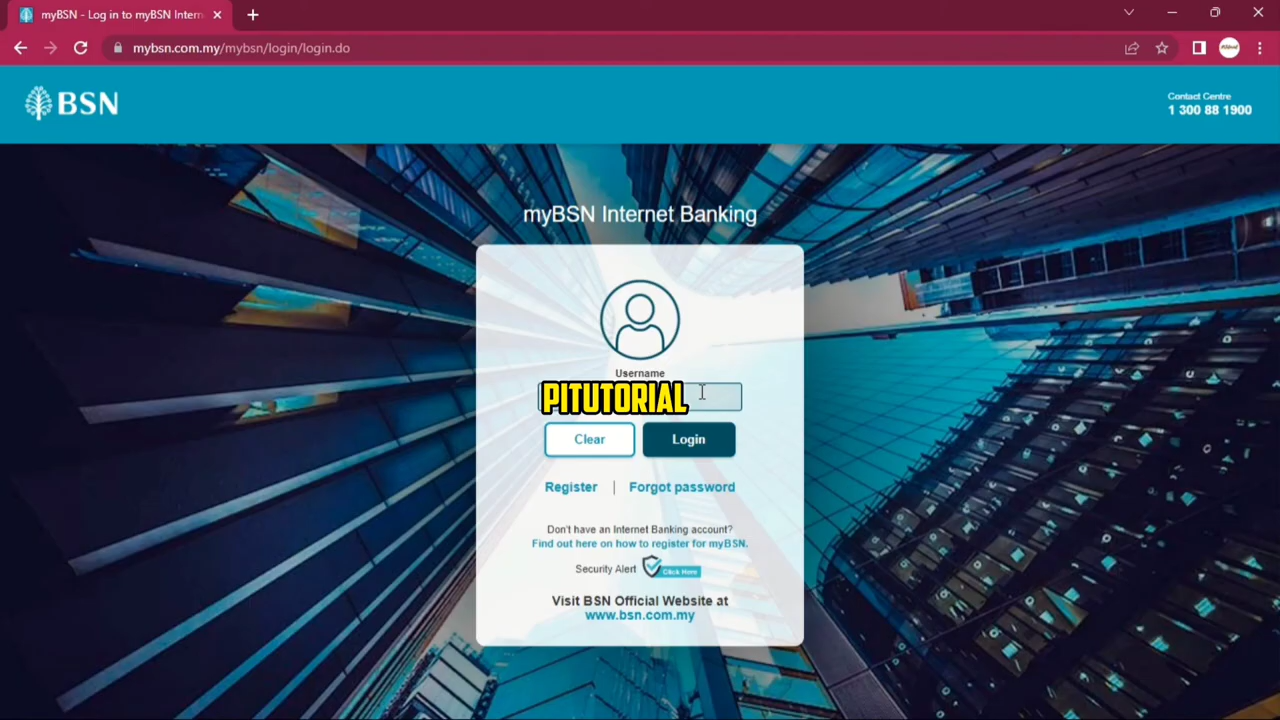 myBSN - Log in to myBSN Intern
mybsn.com.my/mybsn/login/login.do
BSN
Contact Centre
1 300 88 1900
myBSN Internet Banking
Username
PITUTORIAL
Clear Login
Register | Forgot password
Don't have an Internet Banking account?
Find out here on how to register for myBSN.
Security Alert Click Here
Visit BSN Official Website at
www.bsn.com.my